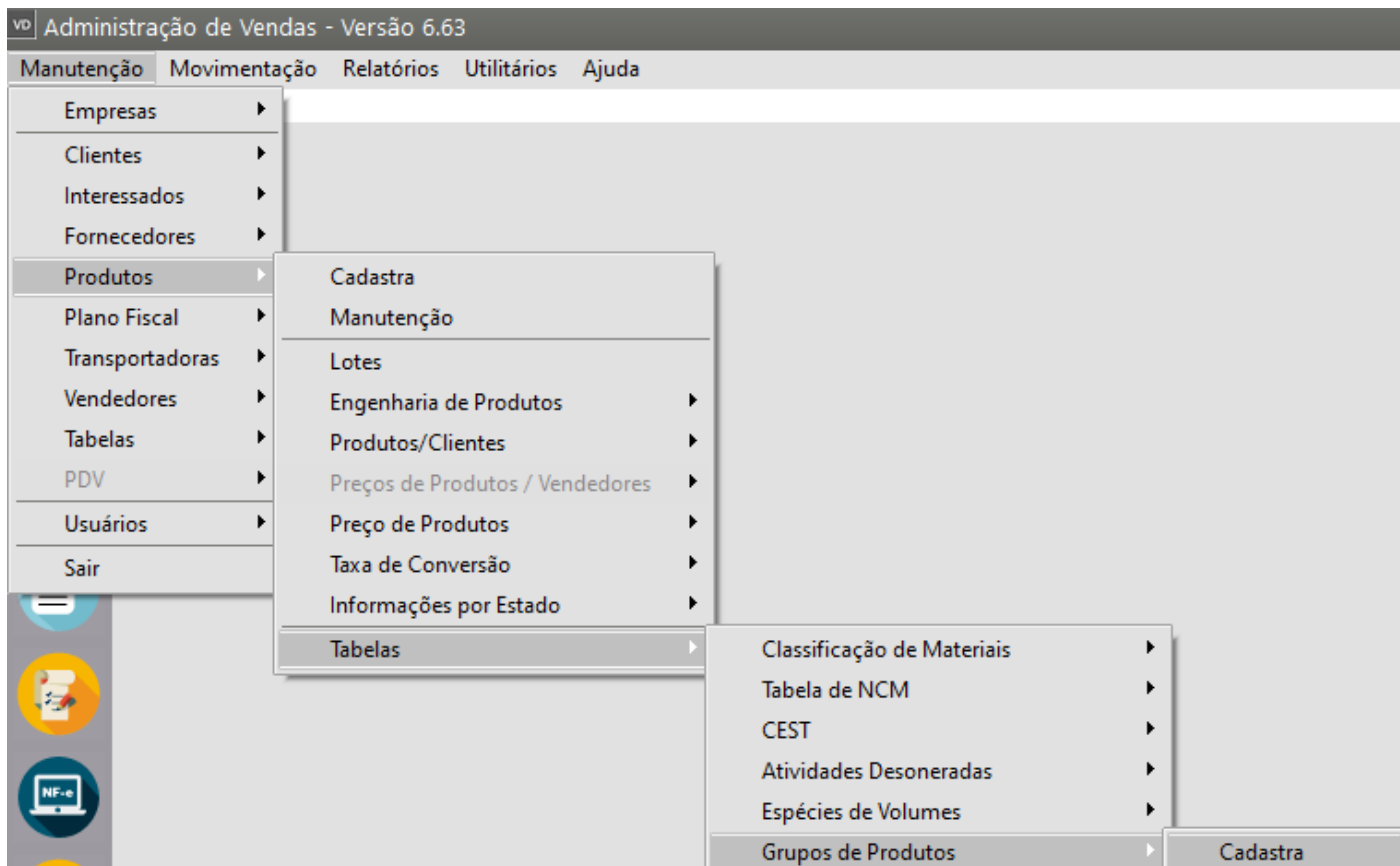 VD Administração de Vendas - Versão 6.63
Manutenção Movimentação Relatórios Utilitários Ajuda
Empresas
Clientes
Interessados
Fornecedores
Produtos
Plano Fiscal
Transportadoras
Vendedores
Tabelas
PDV
Usuários
Sair
Cadastra
Manutenção
Lotes
Engenharia de Produtos
Produtos/Clientes
Preços de Produtos / Vendedores
Preço de Produtos
Taxa de Conversão
Informações por Estado
Tabelas
Classificação de Materiais
Tabela de NCM
CEST
Atividades Desoneradas
Espécies de Volumes
Grupos de Produtos
Cadastra
NF-e